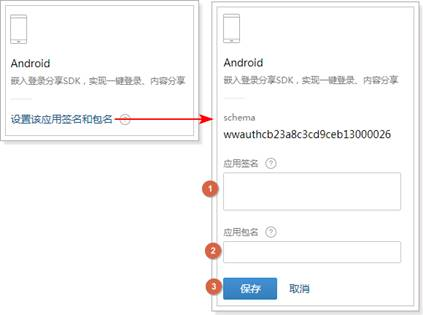 Android
嵌入登录分享SDK，实现一键登录、内容分享
设置该应用签名和包名 ?
Android
嵌入登录分享SDK，实现一键登录、内容分享
schema
wwauthcb23a8c3cd9ceb13000026
应用签名 ?
1
应用包名 ?
2
3 保存 取消